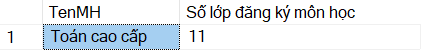 TenMH Số lớp đăng ký môn học
1 Toán cao cấp 11